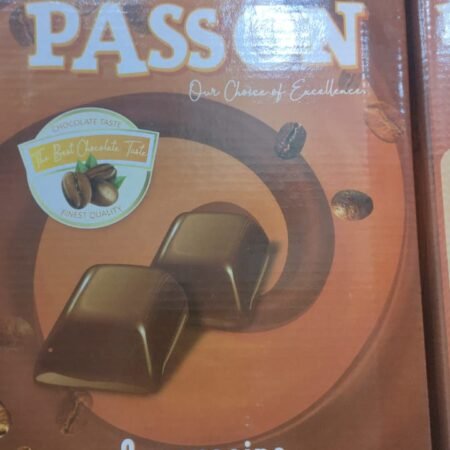 PASSION
Our Choice of Excellence!
CHOCOLATE TASTE
The Best Chocolate Taste
FINEST QUALITY